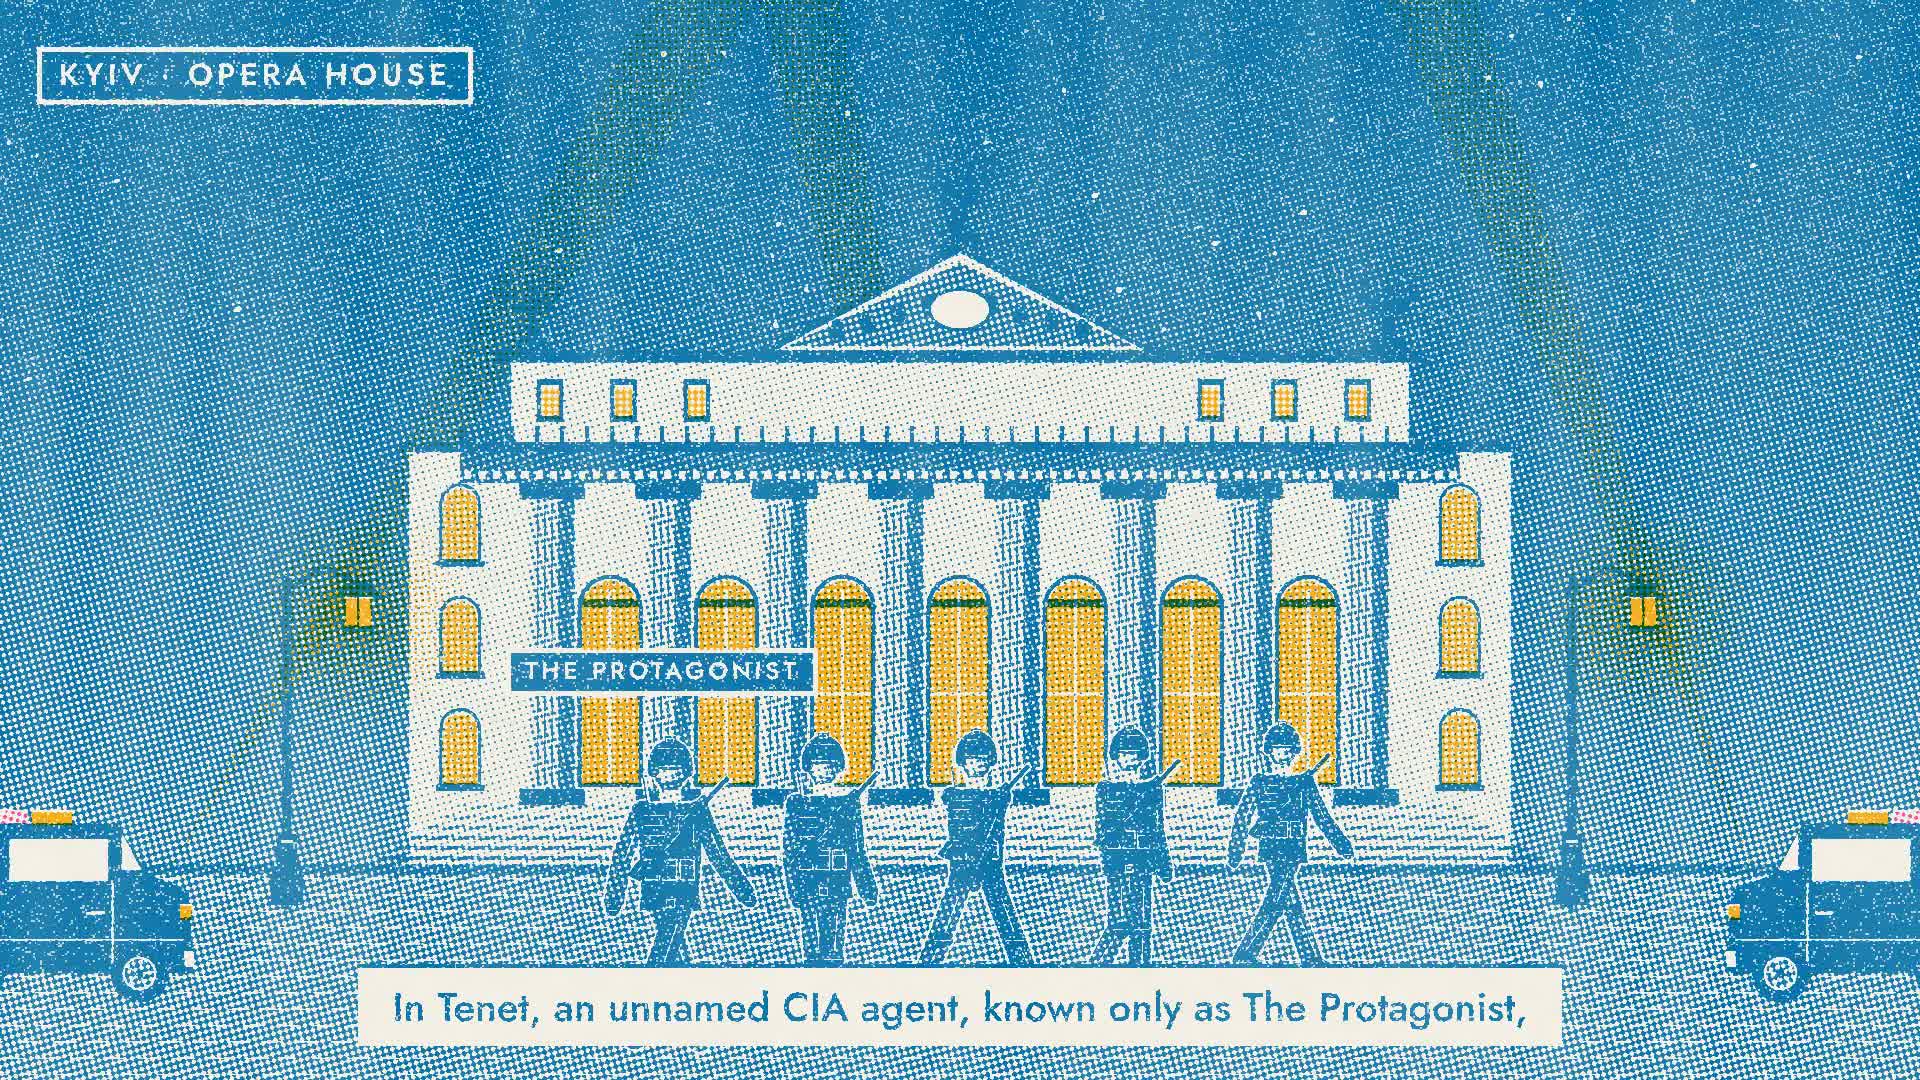 KYIV : OPERA HOUSE
THE PROTAGONIST
In Tenet, an unnamed CIA agent, known only as The Protagonist,